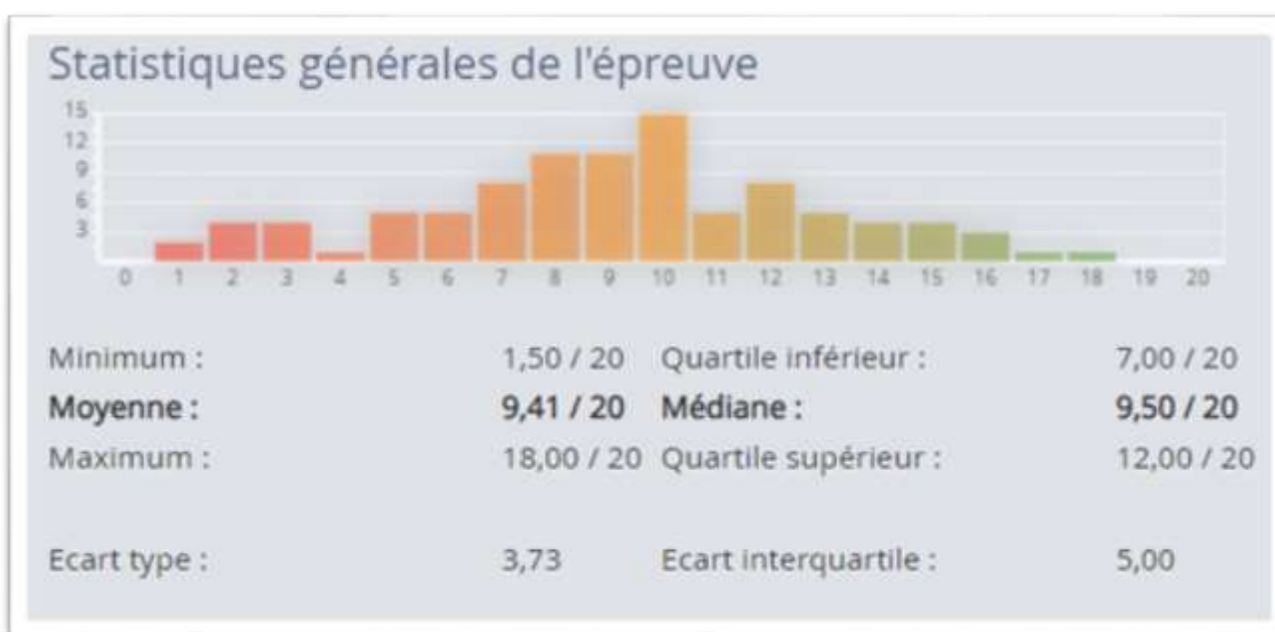 Statistiques générales de l'épreuve
15
12
9
6
3
0 1 2 3 4 5 6 7 8 9 10 11 12 13 14 15 16 17 18 19 20
Minimum : 1,50 / 20 Quartile inférieur : 7,00 / 20
Moyenne : 9,41 / 20 Médiane : 9,50 / 20
Maximum : 18,00 / 20 Quartile supérieur : 12,00 / 20
Ecart type : 3,73 Ecart interquartile : 5,00